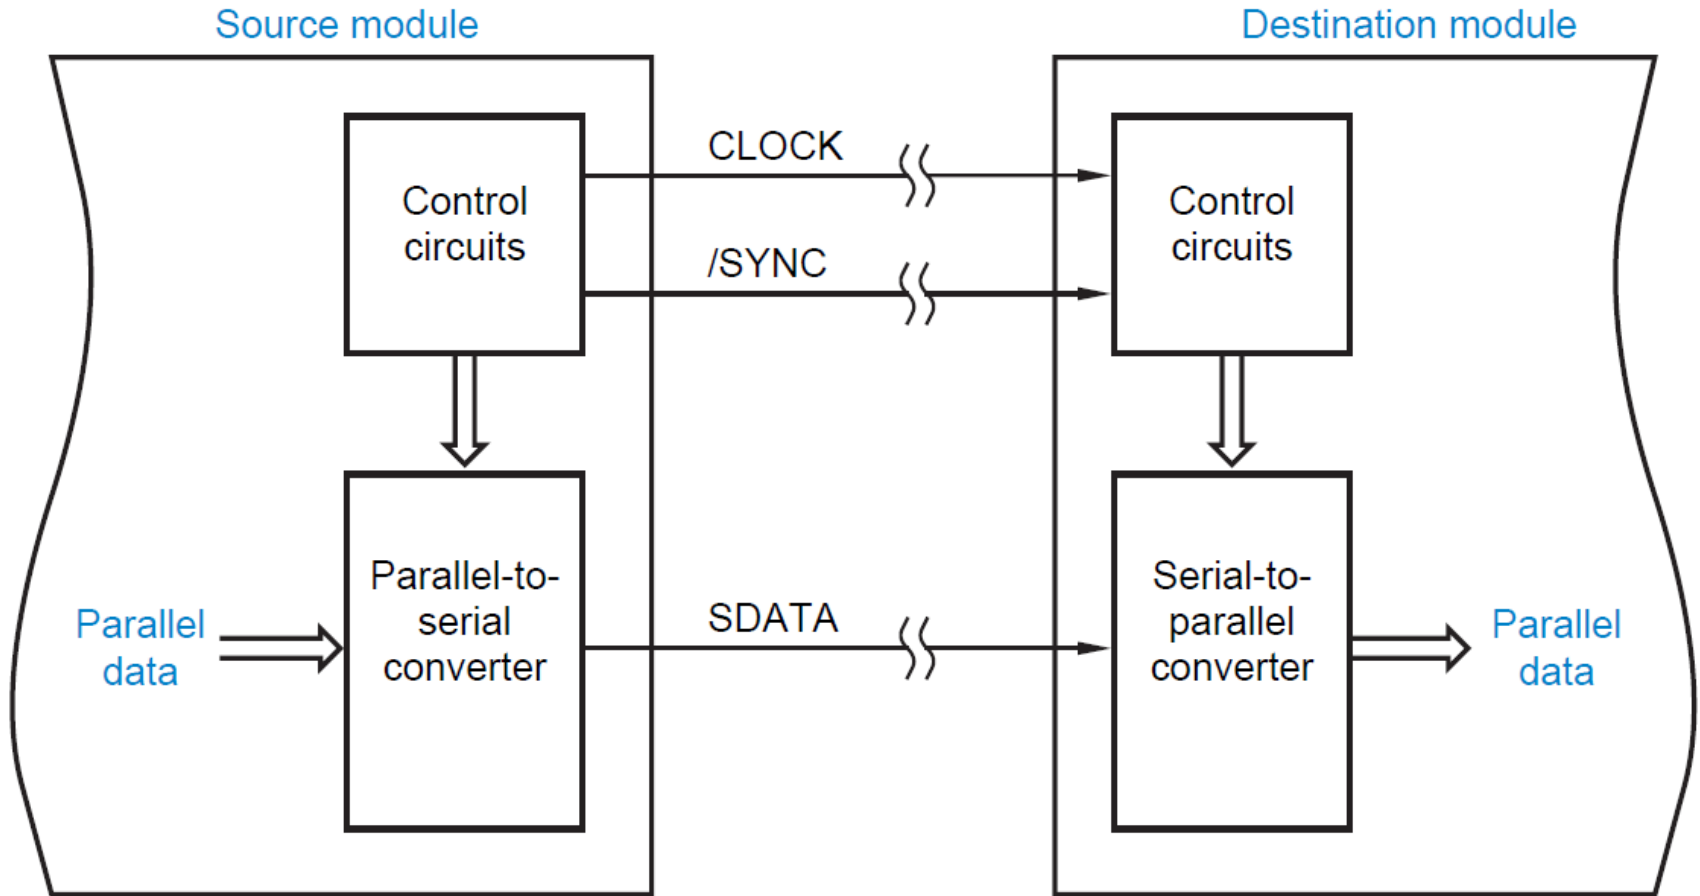 Source module
Destination module
CLOCK
Control
circuits
Control
circuits
/SYNC
Parallel-to-
serial
converter
SDATA
Serial-to-
parallel
converter
Parallel
data
Parallel
data